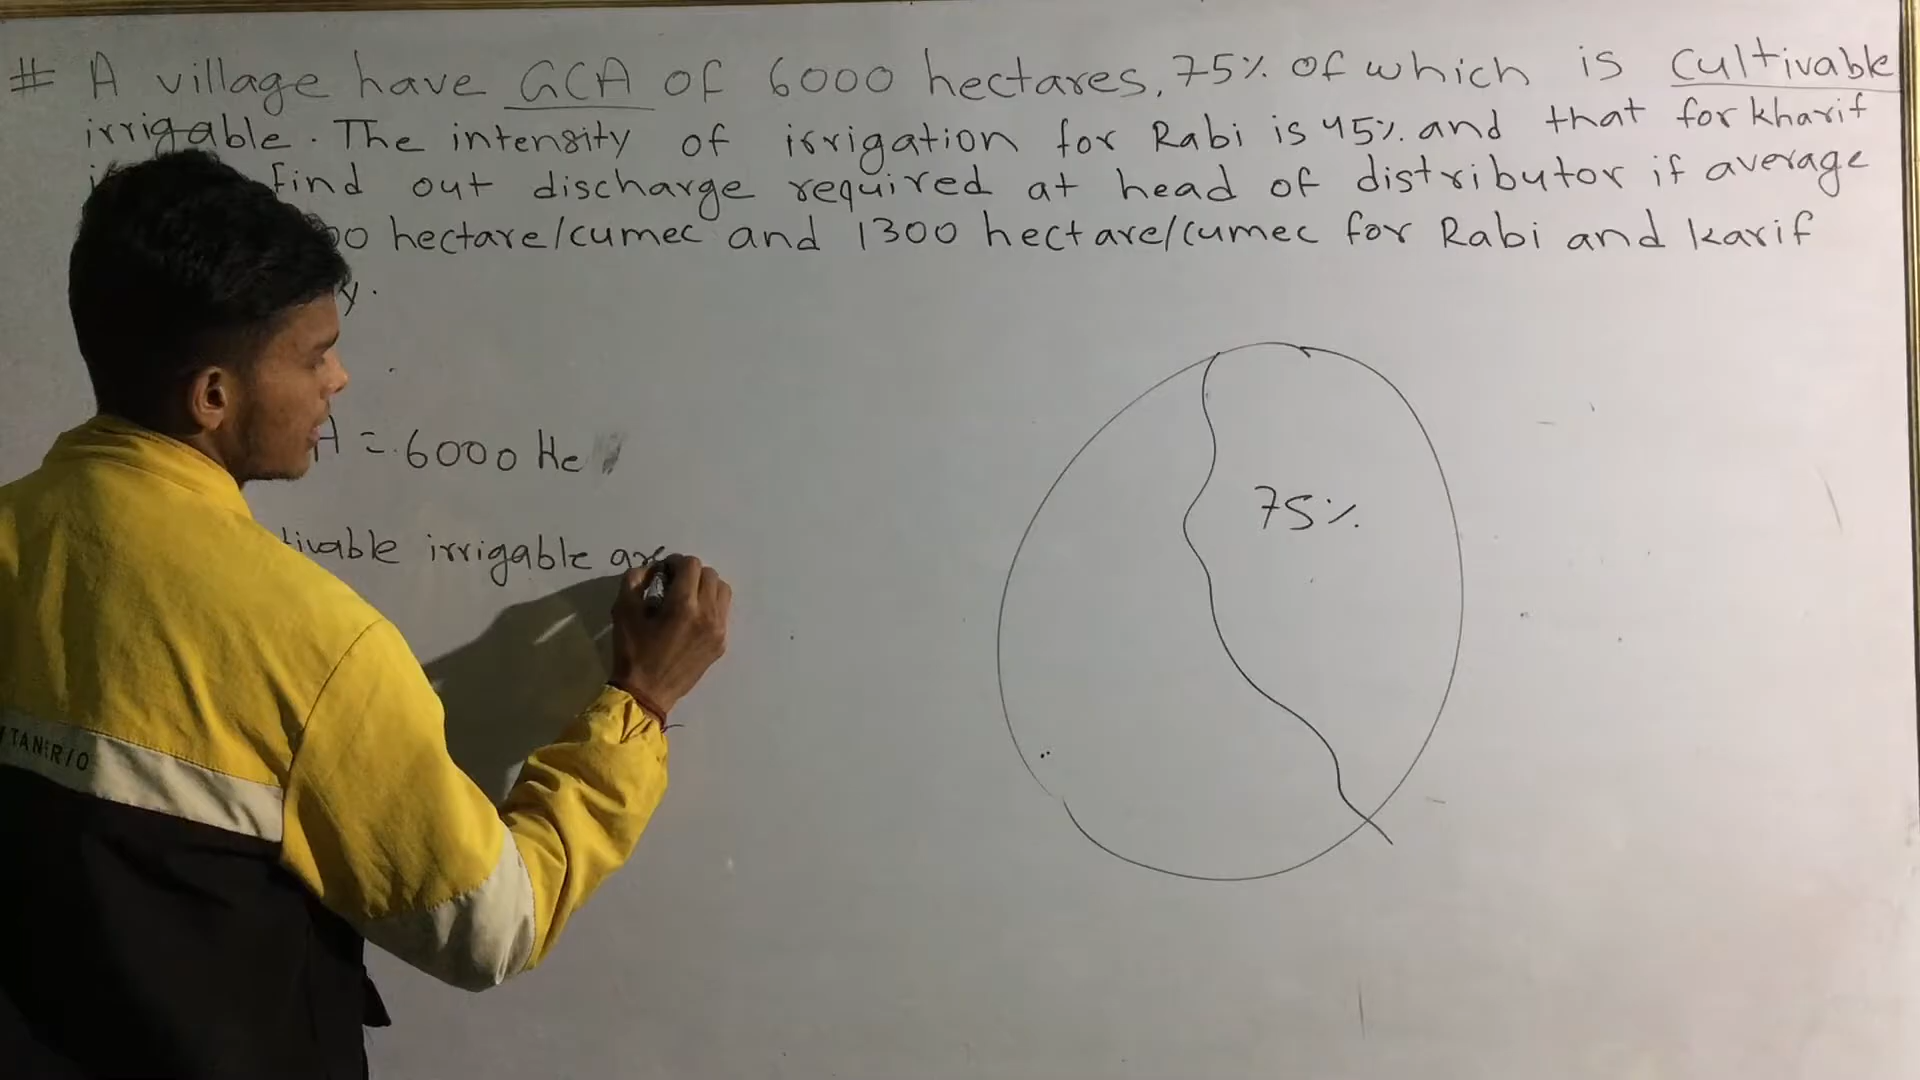 # A village have GCA of 6000 hectares, 75% of which is cultivable
irrigable. The intensity of irrigation for Rabi is 45% and that for kharif
find out discharge required at head of distributor if average
hectare/cumec and 1300 hectare/cumec for Rabi and karif
y.
A = 6000 He
irrigable
75%
TANERIO